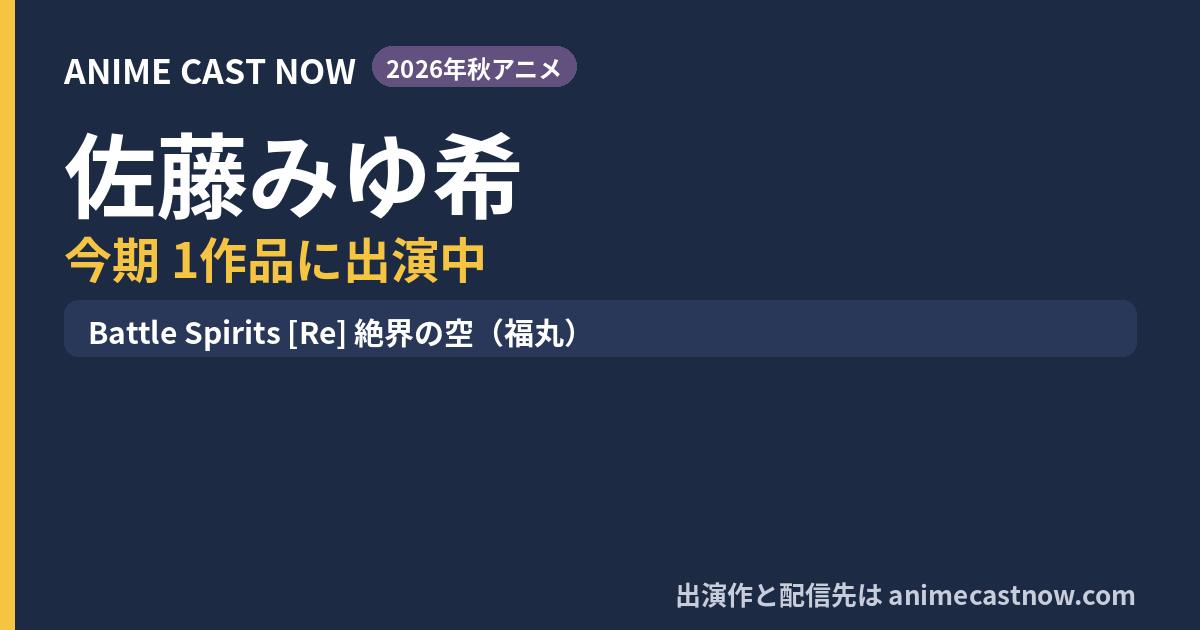 ANIME CAST NOW 2026年秋アニメ
佐藤みゆ希
今期 1作品に出演中
Battle Spirits [Re] 絶界の空（福丸）
出演作と配信先は animecastnow.com